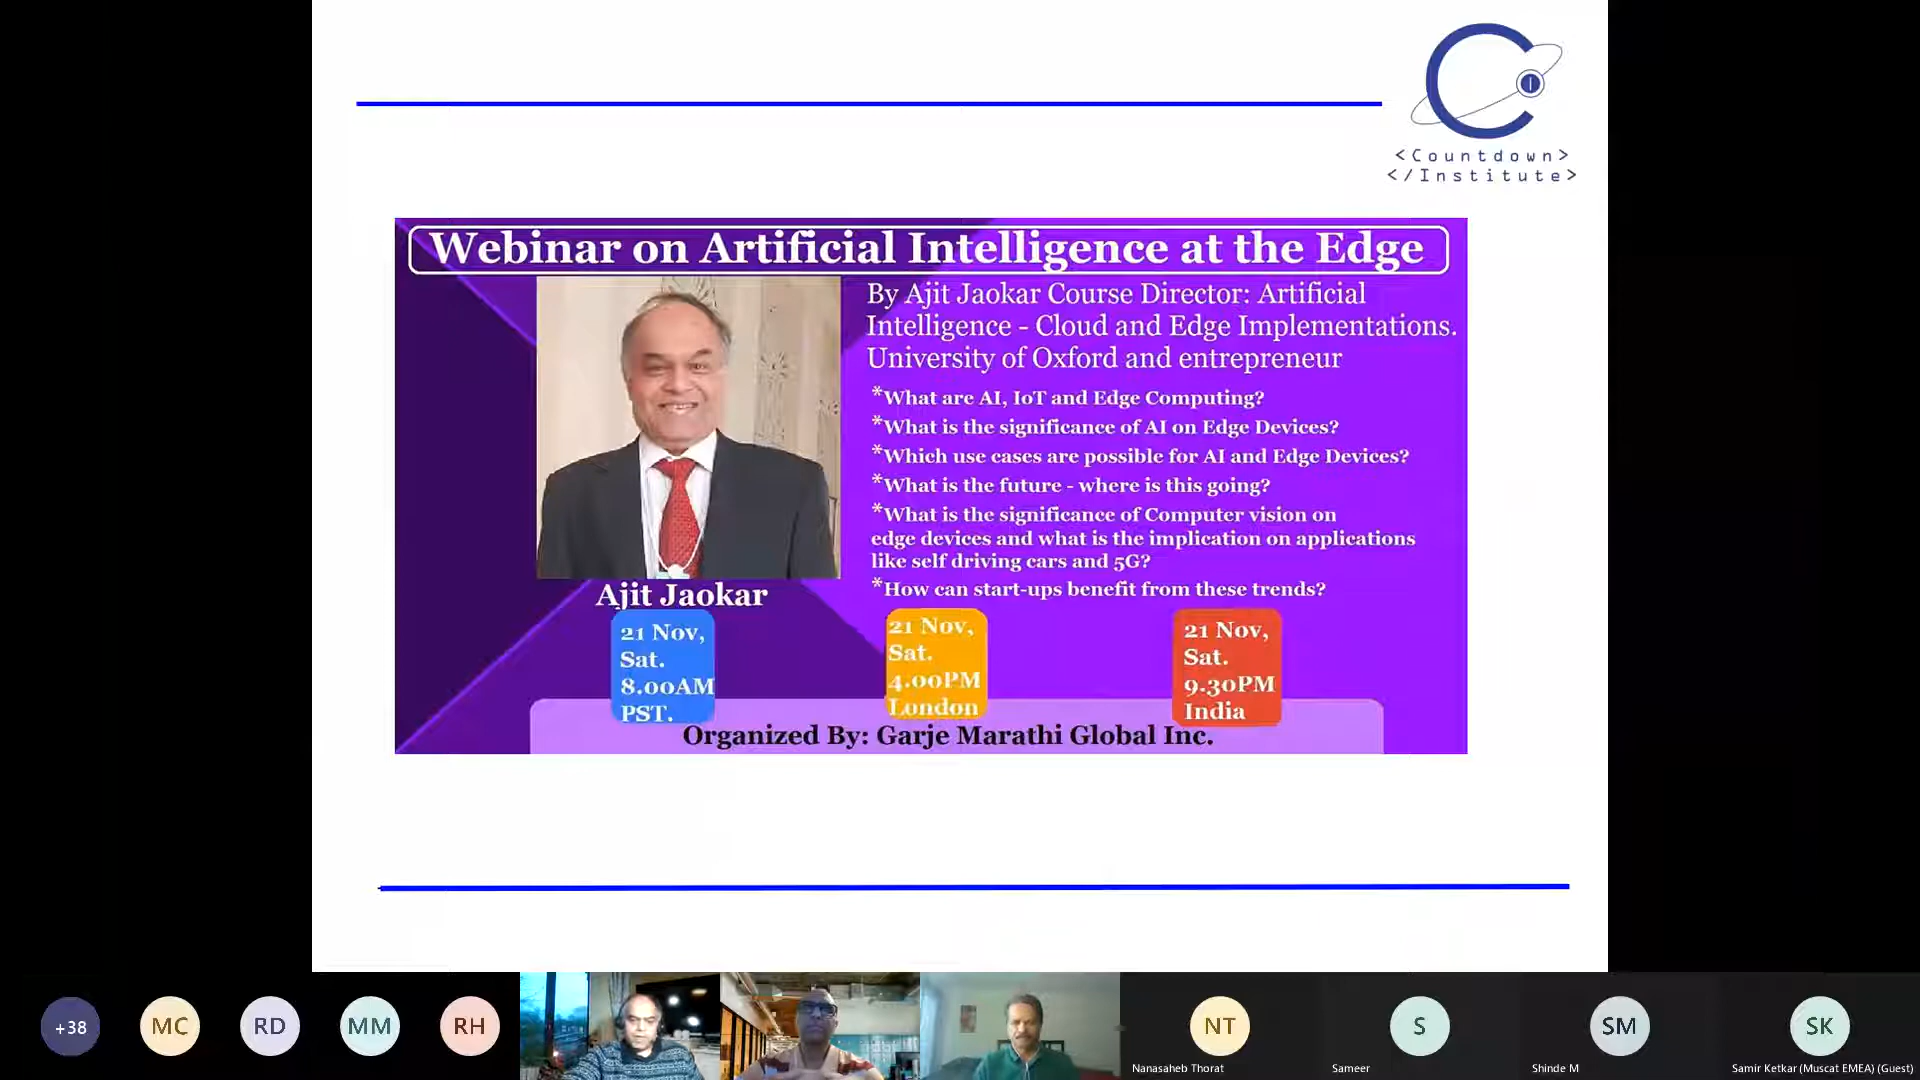 <Countdown>
</Institute>
Webinar on Artificial Intelligence at the Edge
By Ajit Jaokar Course Director: Artificial
Intelligence - Cloud and Edge Implementations.
University of Oxford and entrepreneur
*What are AI, IoT and Edge Computing?
*What is the significance of AI on Edge Devices?
*Which use cases are possible for AI and Edge Devices?
*What is the future - where is this going?
*What is the significance of Computer vision on
edge devices and what is the implication on applications
like self driving cars and 5G?
*How can start-ups benefit from these trends?
Ajit Jaokar
21 Nov,
Sat.
8.00AM
PST.
21 Nov,
Sat.
4.00PM
London
21 Nov,
Sat.
9.30PM
India
Organized By: Garje Marathi Global Inc.
+38
MC
RD
MM
RH
NT
Nanasaheb Thorat
S
Sameer
SM
Shinde M
SK
Samir Ketkar (Muscat EMEA) (Guest)